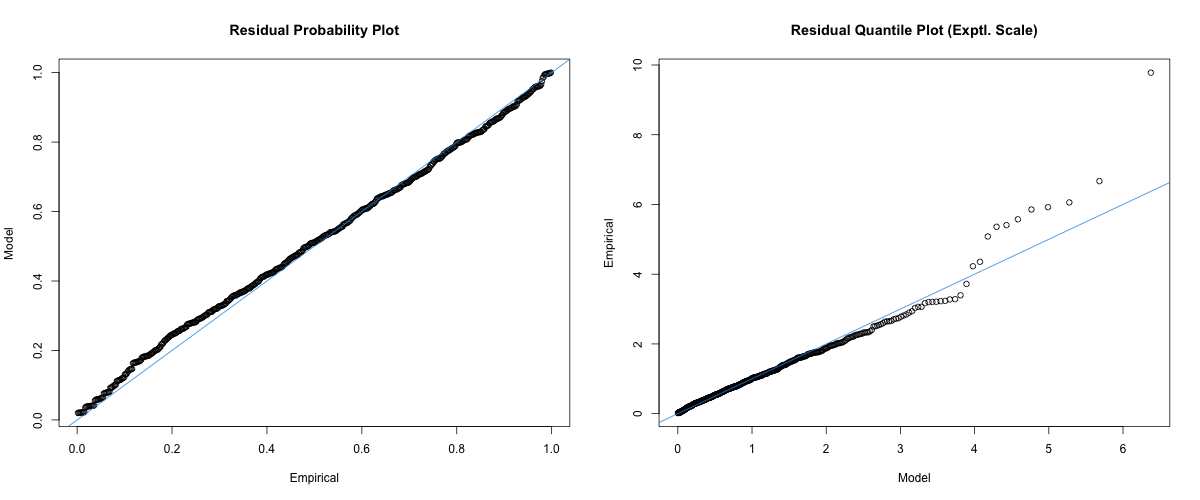 Residual Probability Plot
Model
0.0 0.2 0.4 0.6 0.8 1.0
0.0 0.2 0.4 0.6 0.8 1.0
Empirical
Residual Quantile Plot (Exptl. Scale)
Empirical
0 2 4 6 8 10
0 1 2 3 4 5 6
Model